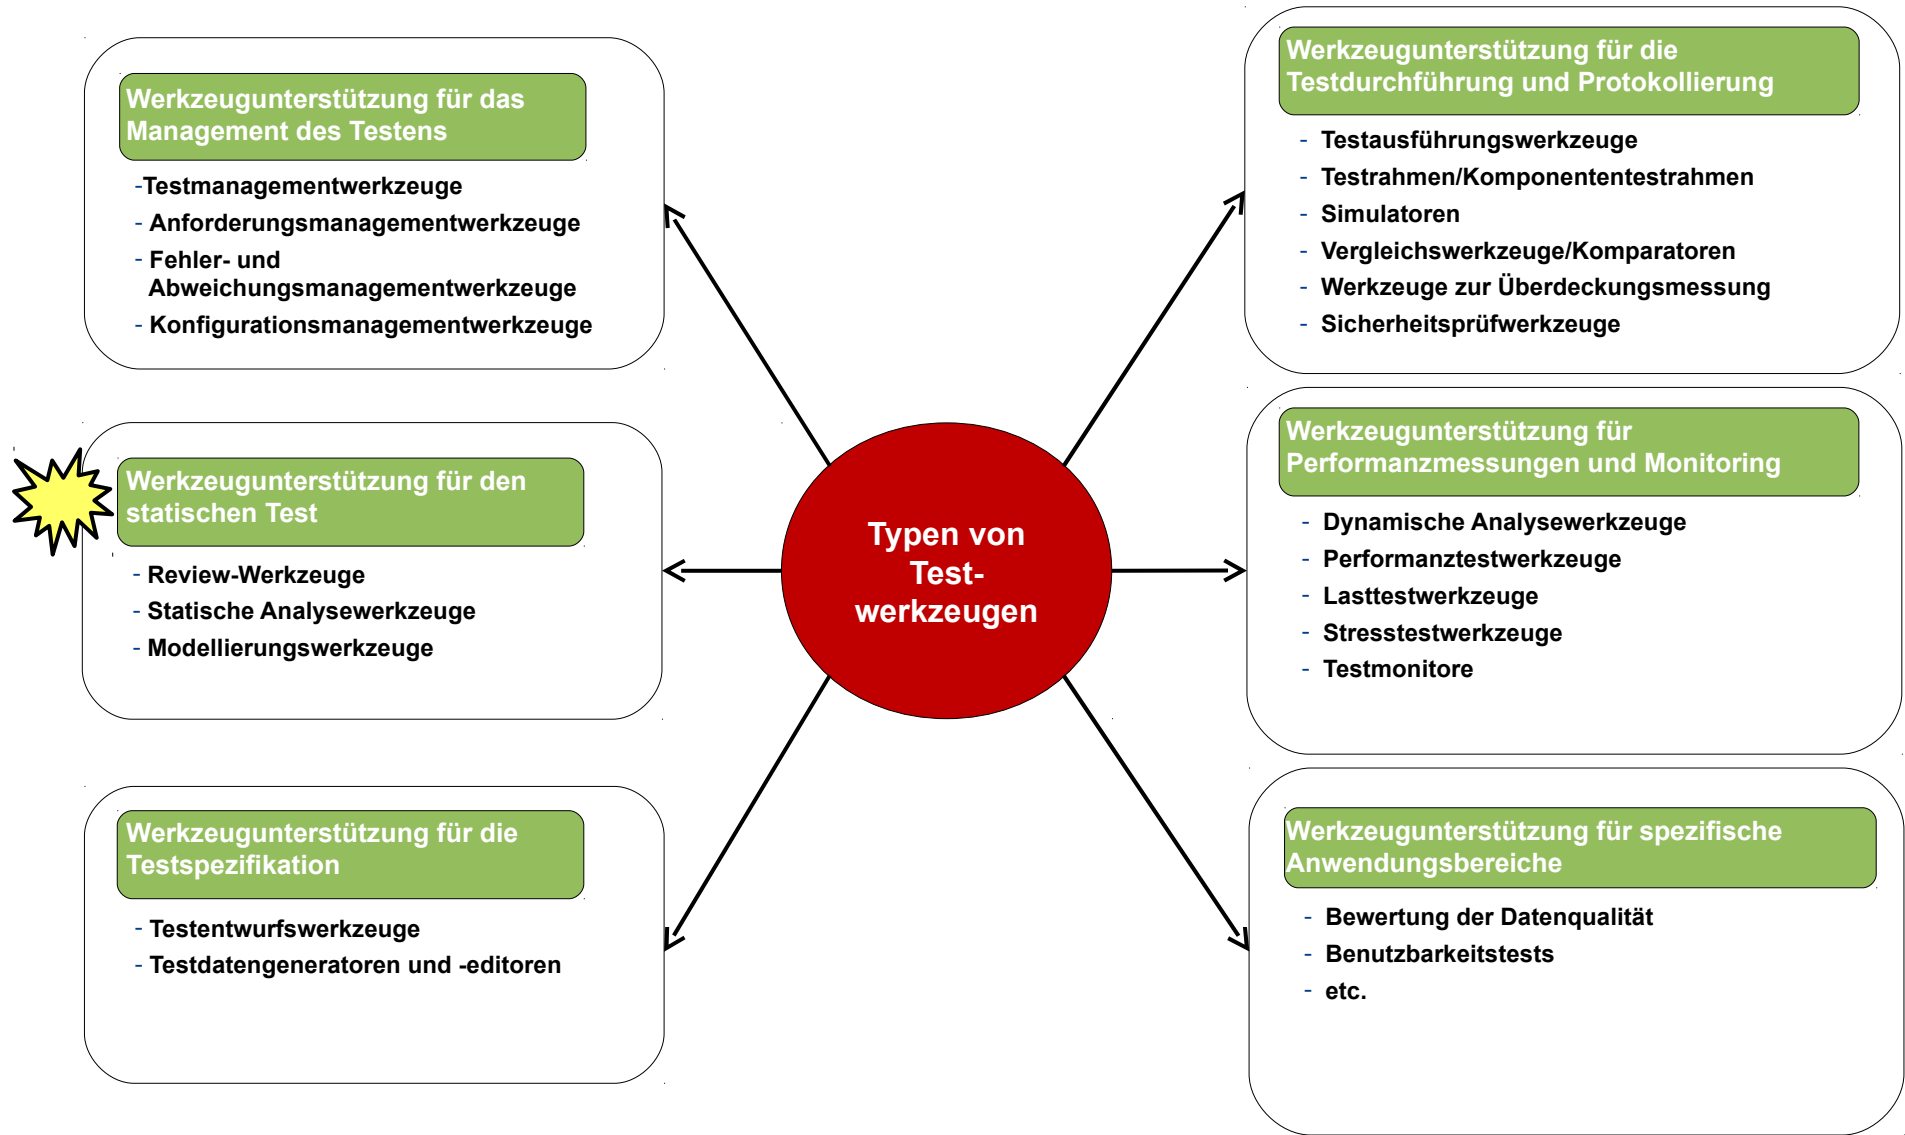 Werkzeugunterstützung für das
Management des Testens
-Testmanagementwerkzeuge
- Anforderungsmanagementwerkzeuge
- Fehler- und
Abweichungsmanagementwerkzeuge
- Konfigurationsmanagementwerkzeuge
Werkzeugunterstützung für den
statischen Test
- Review-Werkzeuge
- Statische Analysewerkzeuge
- Modellierungswerkzeuge
Werkzeugunterstützung für die
Testspezifikation
- Testentwurfswerkzeuge
- Testdatengeneratoren und -editoren
Typen von
Test-
werkzeugen
Werkzeugunterstützung für die
Testdurchführung und Protokollierung
- Testausführungswerkzeuge
- Testrahmen/Komponententestrahmen
- Simulatoren
- Vergleichswerkzeuge/Komparatoren
- Werkzeuge zur Überdeckungsmessung
- Sicherheitsprüfwerkzeuge
Werkzeugunterstützung für
Performanzmessungen und Monitoring
- Dynamische Analysewerkzeuge
- Performanztestwerkzeuge
- Lasttestwerkzeuge
- Stresstestwerkzeuge
- Testmonitore
Werkzeugunterstützung für spezifische
Anwendungsbereiche
- Bewertung der Datenqualität
- Benutzbarkeitstests
- etc.